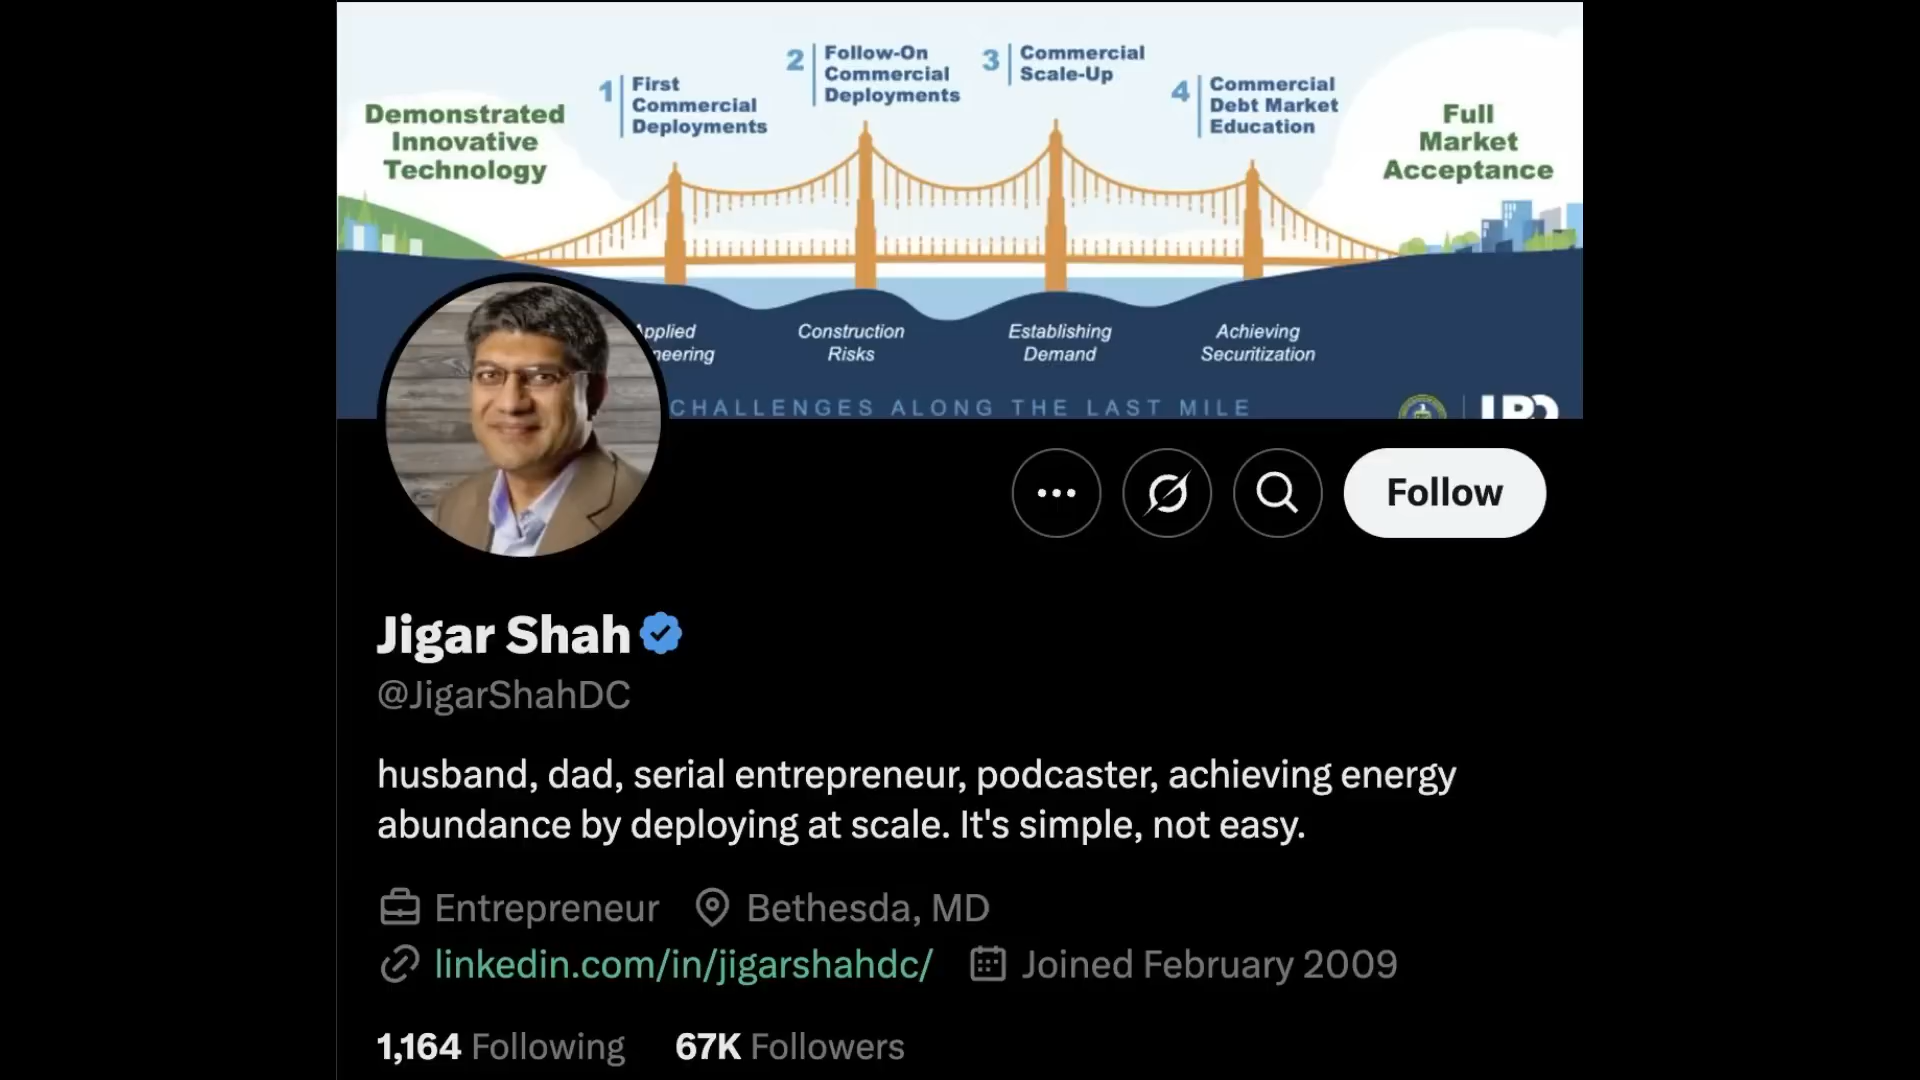 Demonstrated
Innovative
Technology
1
First
Commercial
Deployments
2
Follow-On
Commercial
Deployments
3
Commercial
Scale-Up
4
Commercial
Debt Market
Education
Full
Market
Acceptance
Applied
Construction
Risks
Establishing
Demand
Achieving
Securitization
CHALLENGES ALONG THE LAST MILE
LPO
Follow
Jigar Shah
@JigarShahDC
husband, dad, serial entrepreneur, podcaster, achieving energy
abundance by deploying at scale. It's simple, not easy.
Entrepreneur Bethesda, MD
linkedin.com/in/jigarshahdc/ Joined February 2009
1,164 Following 67K Followers